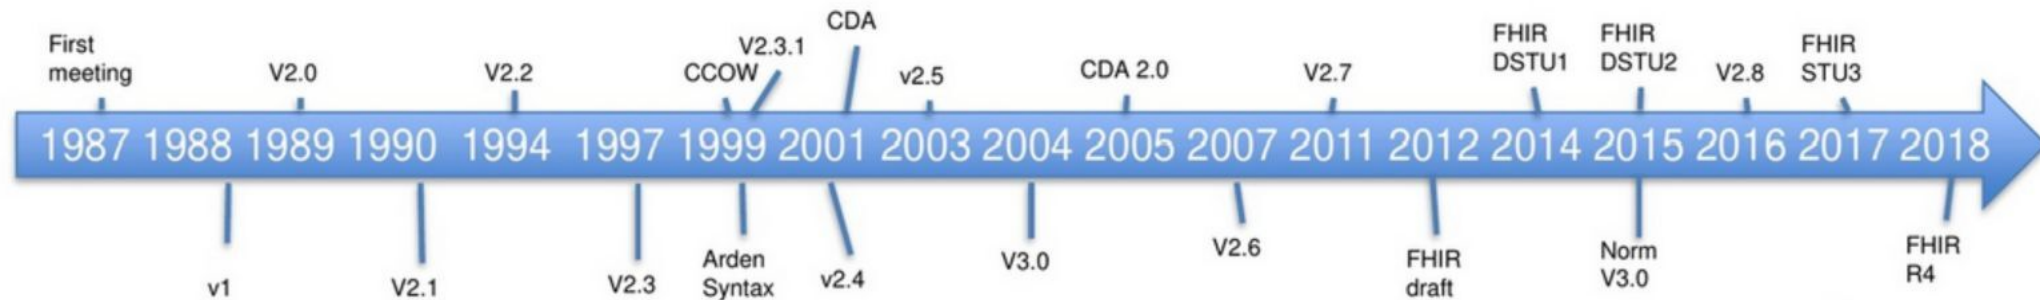 First
meeting
V2.0
V2.2
CCOW
V2.3.1
CDA
v2.5
CDA 2.0
V2.7
FHIR
DSTU1
FHIR
DSTU2
V2.8
FHIR
STU3
1987 1988 1989 1990 1994 1997 1999 2001 2003 2004 2005 2007 2011 2012 2014 2015 2016 2017 2018
v1
V2.1
V2.3
Arden
Syntax
v2.4
V3.0
V2.6
FHIR
draft
Norm
V3.0
FHIR
R4